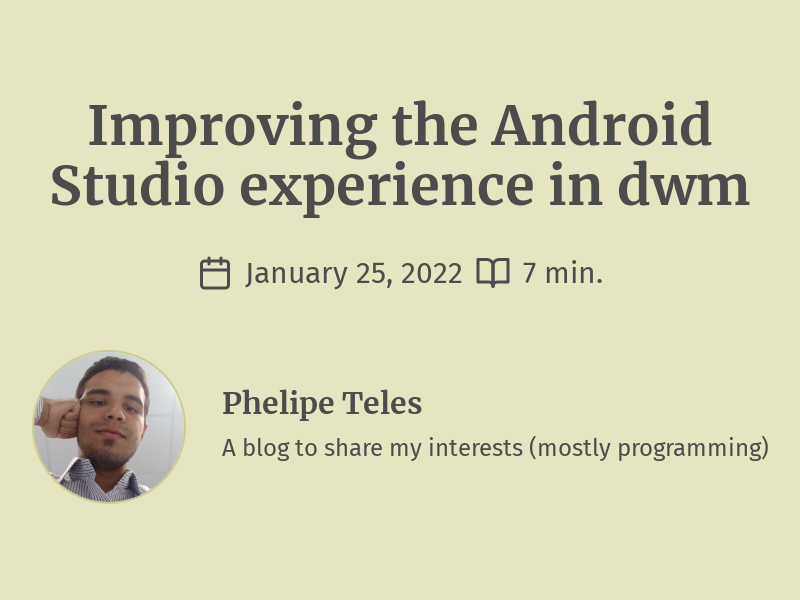 Improving the Android
Studio experience in dwm
January 25, 2022 7 min.
Phelipe Teles
A blog to share my interests (mostly programming)